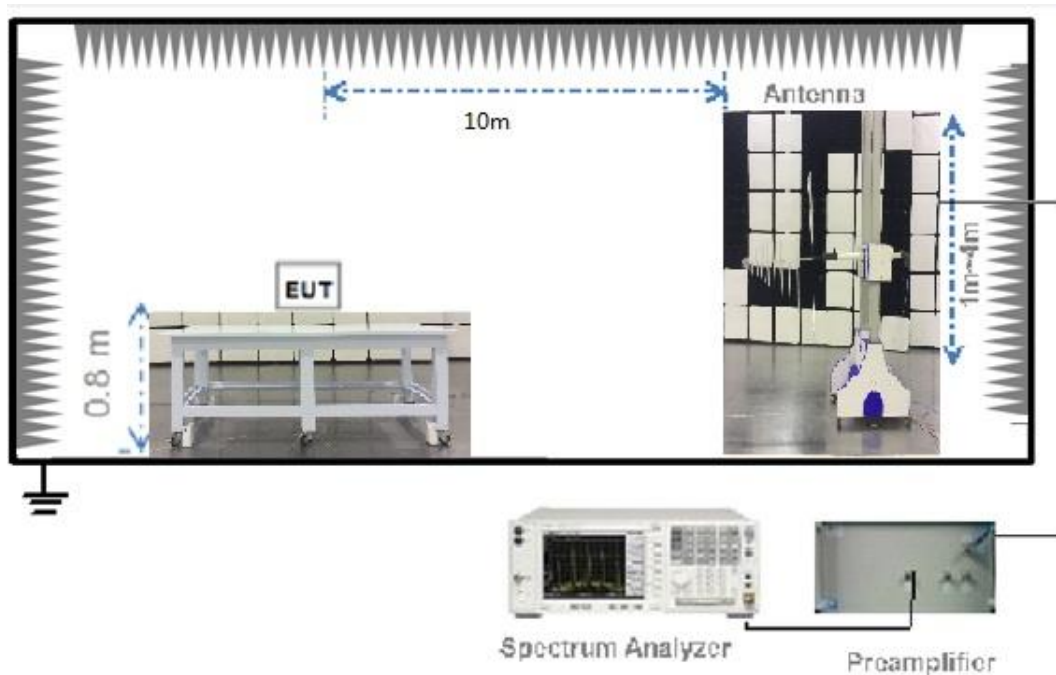 Antenna
10m
1m~4m
EUT
0.8 m
Spectrum Analyzer
Preamplifier